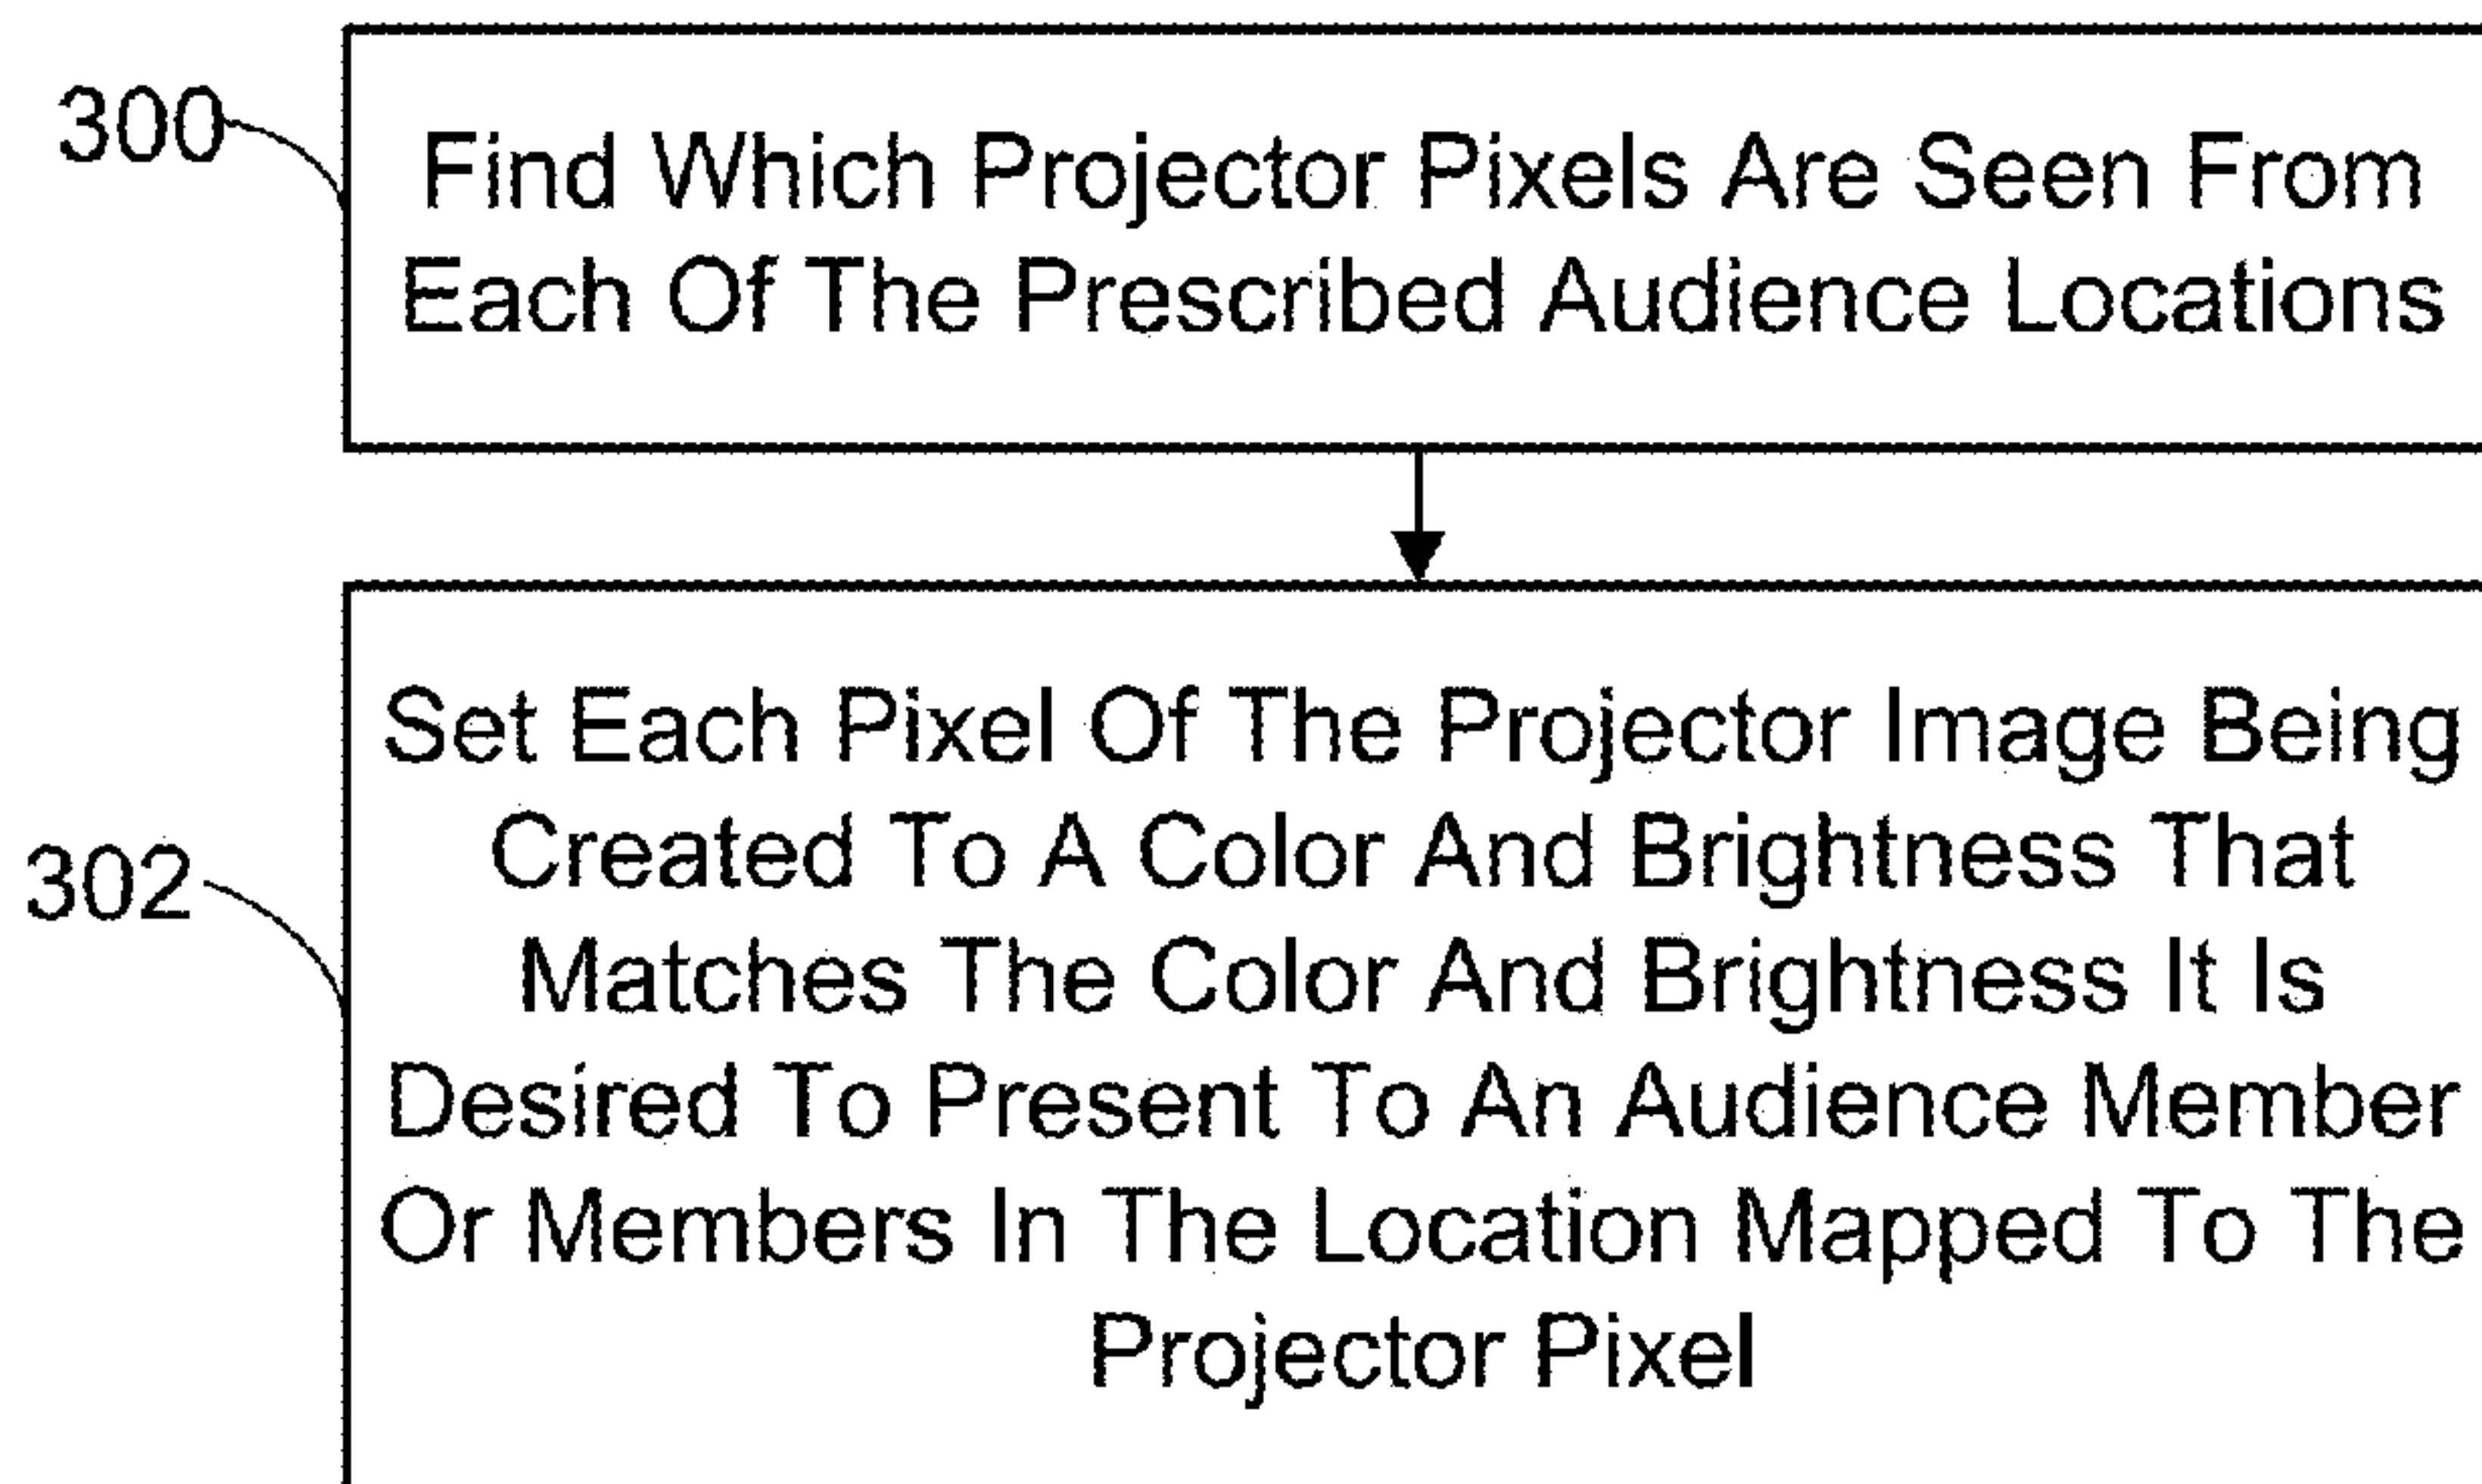 300
Find Which Projector Pixels Are Seen From
Each Of The Prescribed Audience Locations
302
Set Each Pixel Of The Projector Image Being
Created To A Color And Brightness That
Matches The Color And Brightness It Is
Desired To Present To An Audience Member
Or Members In The Location Mapped To The
Projector Pixel